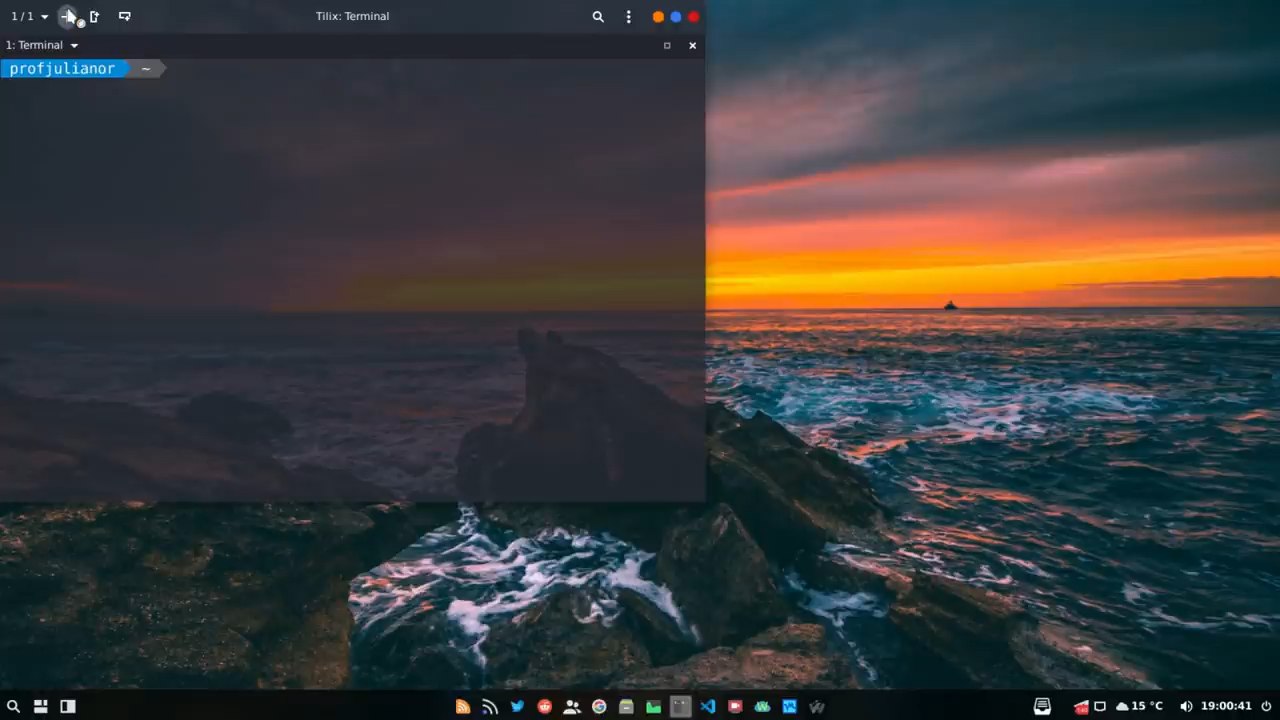 1 / 1
Tilix: Terminal
1: Terminal
profjulianor ~
15 °C
19:00:41